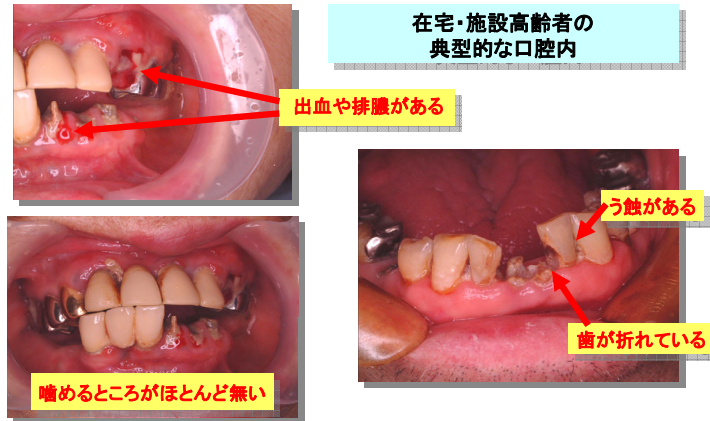 在宅・施設高齢者の
典型的な口腔内
出血や排膿がある
う蝕がある
歯が折れている
噛めるところがほとんど無い